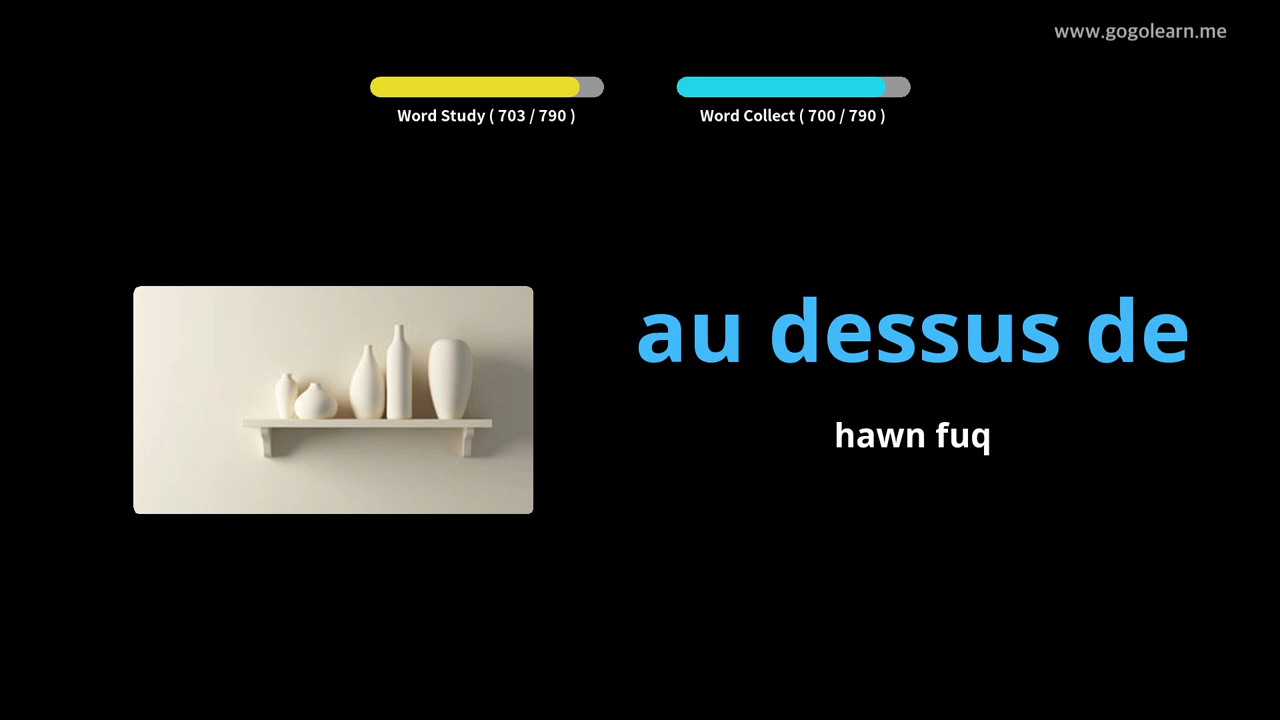 www.gogolearn.me
Word Study ( 703 / 790 )
Word Collect ( 700 / 790 )
au dessus de
hawn fuq